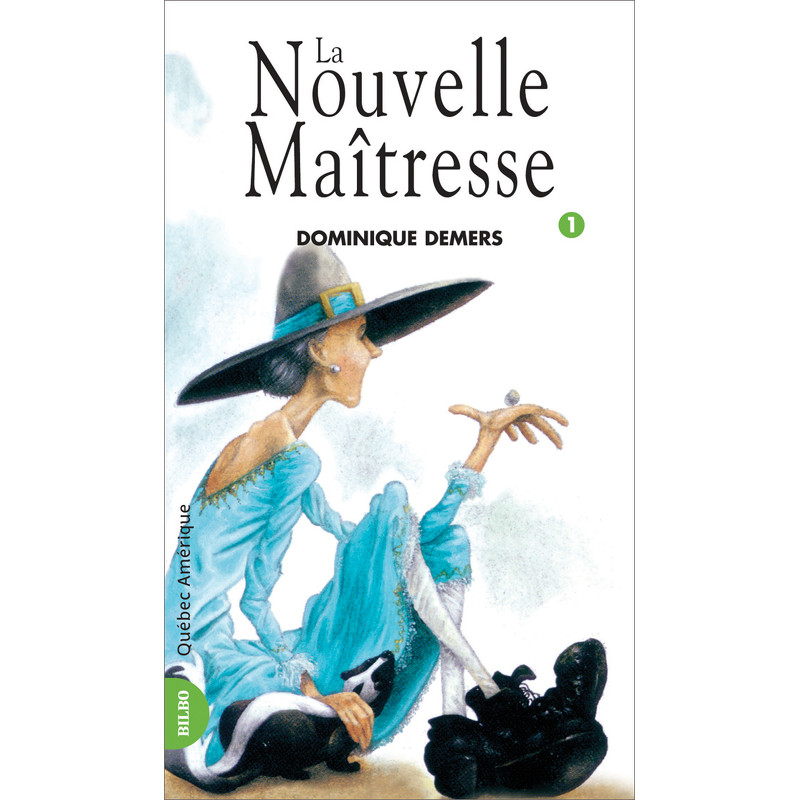 La
Nouvelle
Maîtresse
1
DOMINIQUE DEMERS
Québec Amérique
BILBO